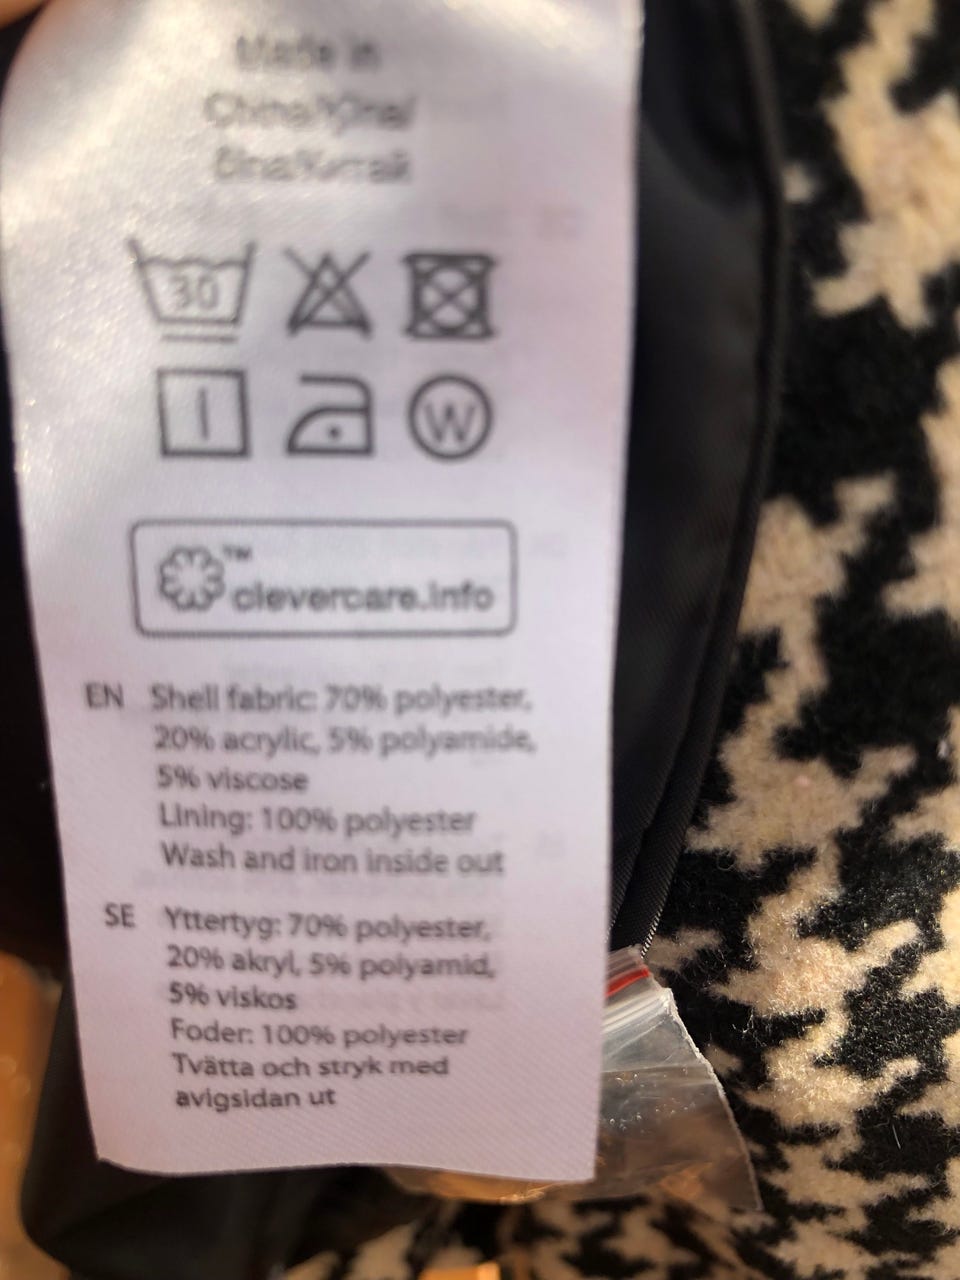 Made in
China/Kina/
Kina/Китай
30
W
clevercare.info
EN Shell fabric: 70% polyester,
20% acrylic, 5% polyamide,
5% viscose
Lining: 100% polyester
Wash and iron inside out
SE Yttertyg: 70% polyester,
20% akryl, 5% polyamid,
5% viskos
Foder: 100% polyester
Tvätta och stryk med
avigsidan ut